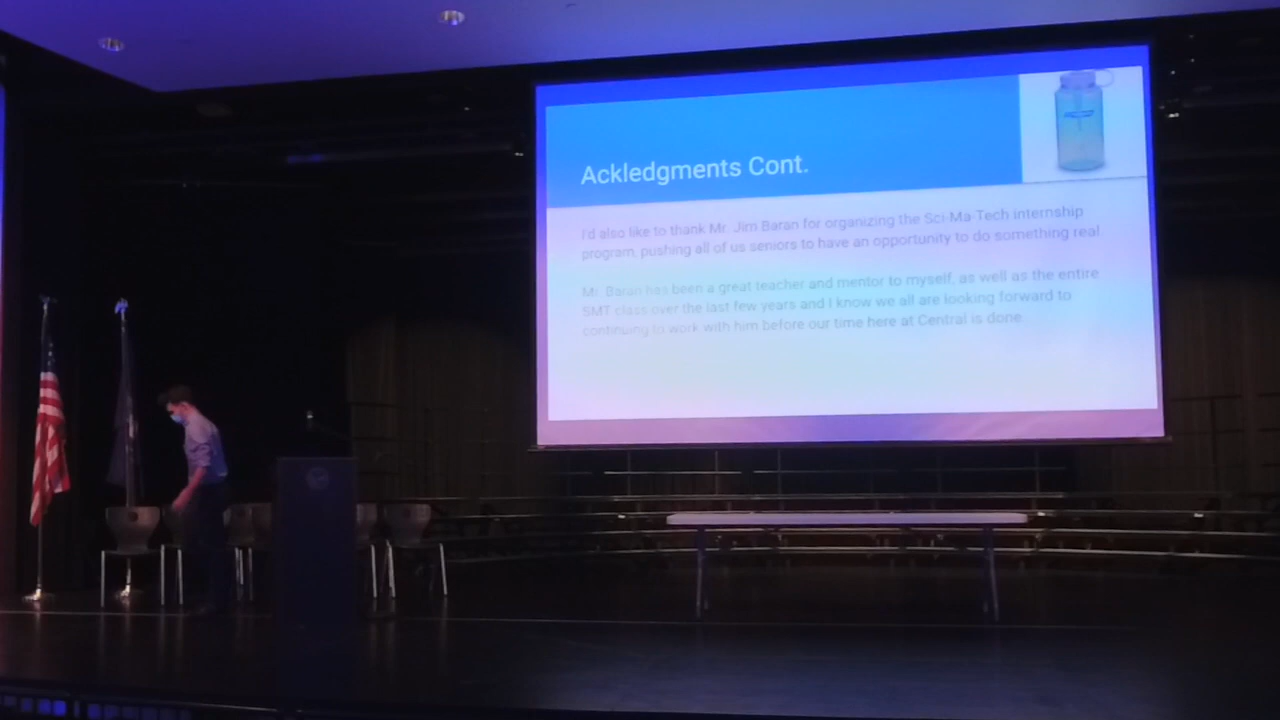 Ackledgments Cont.
I'd also like to thank Mr. Jim Baran for organizing the Sci-Ma-Tech internship
program, pushing all of us seniors to have an opportunity to do something real
Mr. Baran has been a great teacher and mentor to myself, as well as the entire
SMT class over the last few years and I know we all are looking forward to
continuing to work with him before our time here at Central is done.